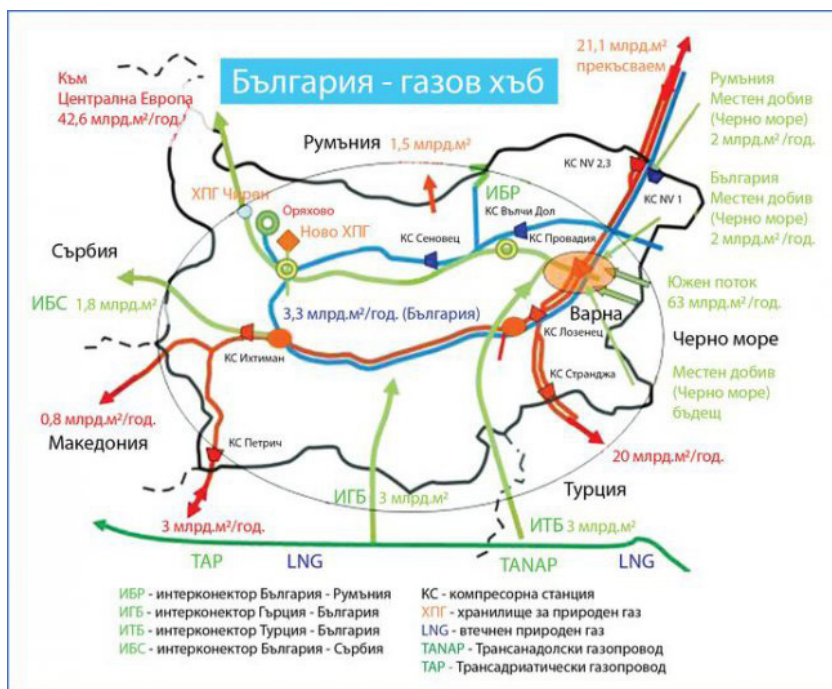 21,1 млрд.м²
прекъсваем
Към
Централна Европа
42,6 млрд.м²/год.
България - газов хъб
Румъния
Местен добив
(Черно море)
2 млрд.м²/год.
Румъния 1,5 млрд.м²
КС NV 2,3
ИБР
КС NV 1
ХПГ Чирен
Оряхово
КС Вълчи Дол
България
Местен добив
(Черно море)
2 млрд.м²/год.
Ново ХПГ
КС Сеновец
КС Провадия
Сърбия
Южен поток
63 млрд.м²/год.
ИБС 1,8 млрд.м²
3,3 млрд.м²/год. (България)
Варна
КС Лозенец
Черно море
КС Ихтиман
КС Странджа
Местен добив
(Черно море)
бъдещ
0,8 млрд.м²/год.
Македония
КС Петрич
20 млрд.м²/год.
Турция
ИГБ 3 млрд.м²
3 млрд.м²/год.
ИТБ 3 млрд.м²
TAP LNG TANAP LNG
ИБР - интерконектор България - Румъния
ИГБ - интерконектор Гърция - България
ИТБ - интерконектор Турция - България
ИБС - интерконектор България - Сърбия
КС - компресорна станция
ХПГ - хранилище за природен газ
LNG - втечнен природен газ
TANAP - Трансанадолски газопровод
TAP - Трансадриатически газопровод